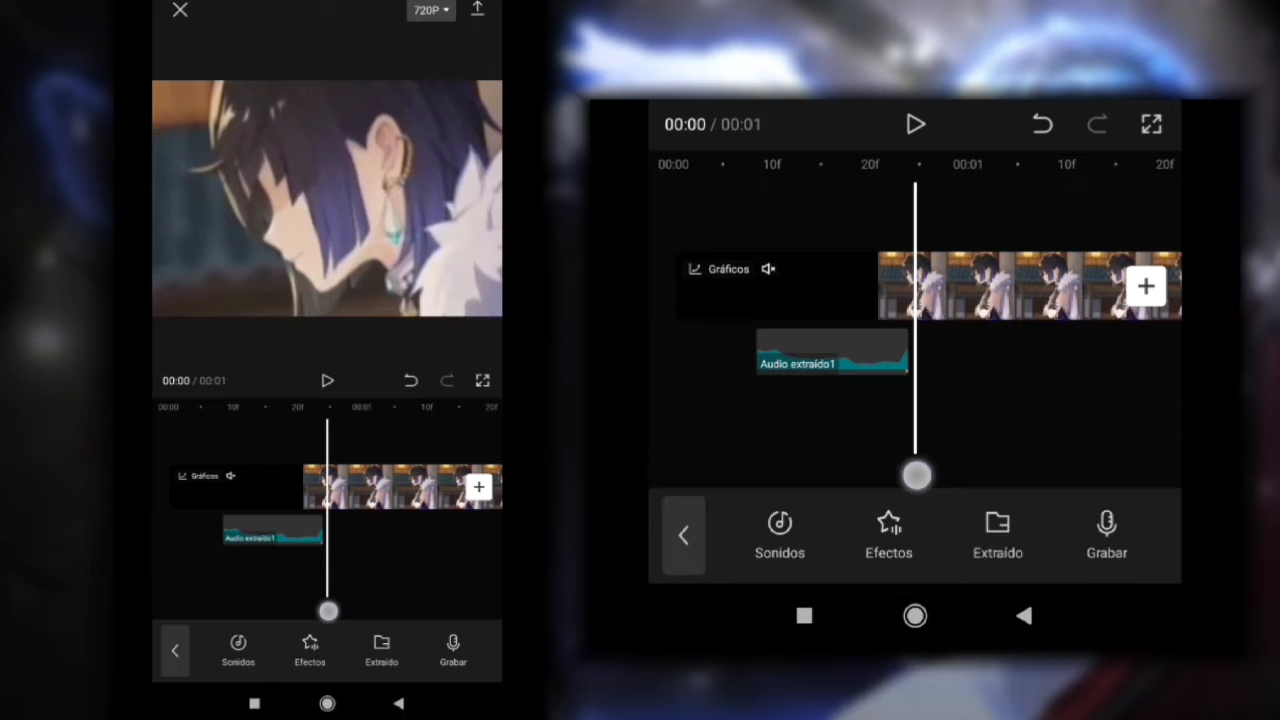 720P
00:00 / 00:01
00:00 10f 20f 00:01 10f 20f
Gráficos
Audio extraído1
Sonidos Efectos Extraído Grabar
00:00 / 00:01
00:00 10f 20f 00:01 10f 20f
Gráficos
Audio extraído1
Sonidos Efectos Extraído Grabar